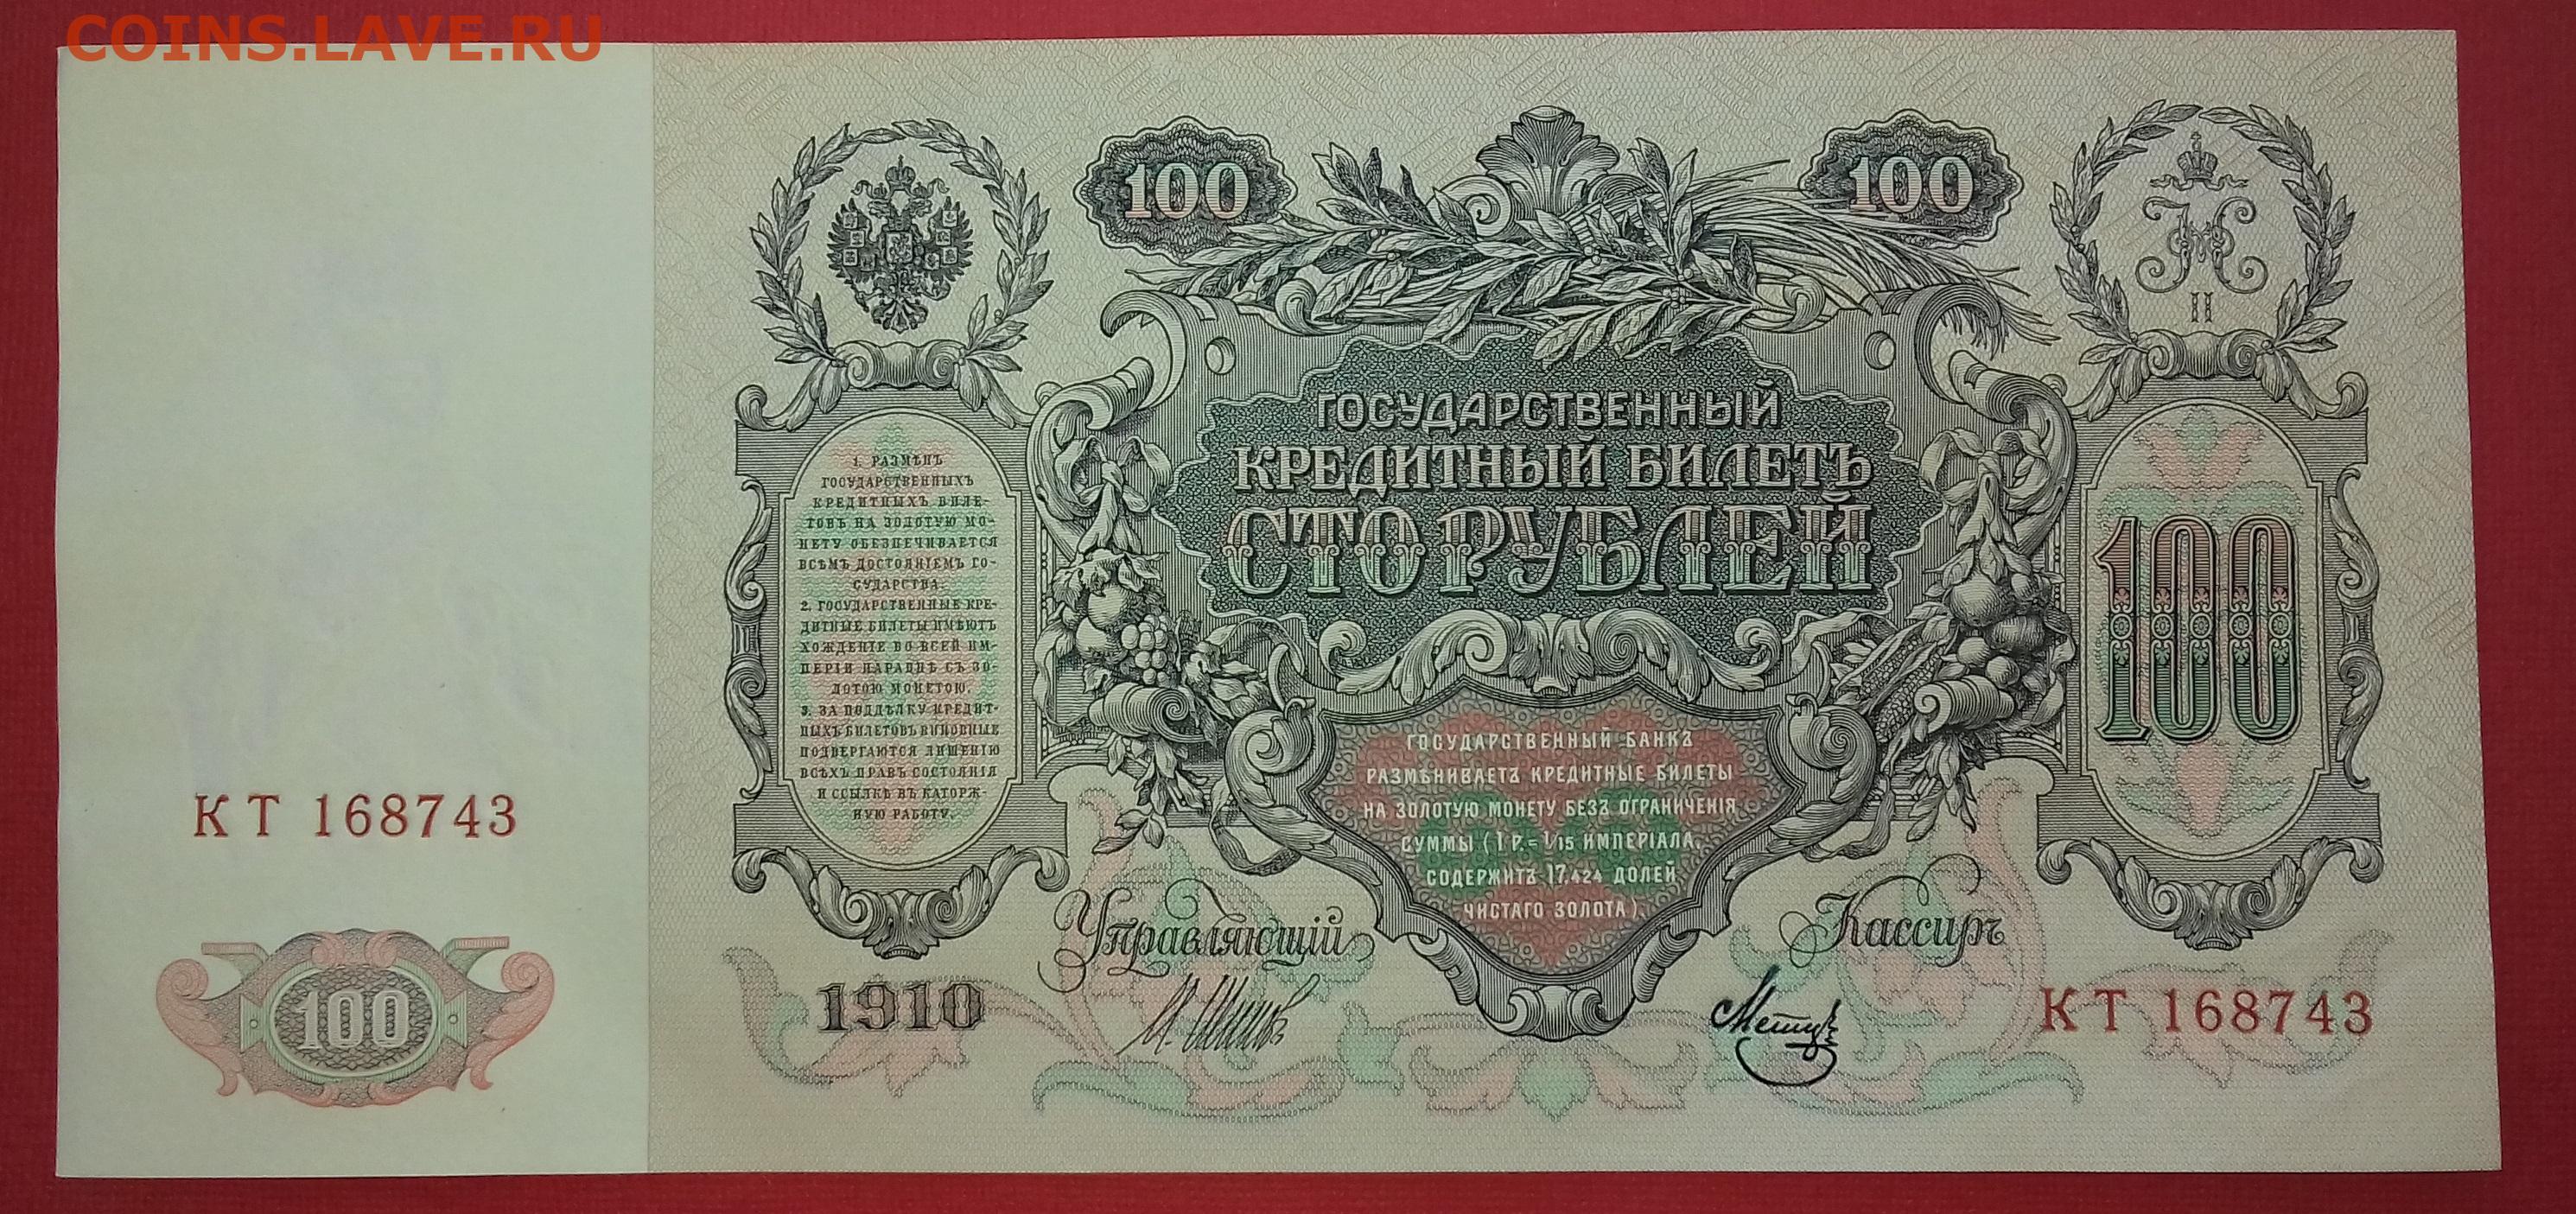 COINS.LAVE.RU
100
100
Н
II
ГОСУДАРСТВЕННЫЙ
КРЕДИТНЫЙ БИЛЕТЪ
СТО РУБЛЕЙ
1. РАЗМѢНЪ
ГОСУДАРСТВЕННЫХЪ
КРЕДИТНЫХЪ БИЛЕ-
ТОВЪ НА ЗОЛОТУЮ МО-
НЕТУ ОБЕЗПЕЧИВАЕТСЯ
ВСѢМЪ ДОСТОЯНІЕМЪ ГО-
СУДАРСТВА.
2. ГОСУДАРСТВЕННЫЕ КРЕ-
ДИТНЫЕ БИЛЕТЫ ИМѢЮТЪ
ХОЖДЕНІЕ ВО ВСЕЙ ИМ-
ПЕРІИ НАРАВНѢ СЪ ЗО-
ЛОТОЮ МОНЕТОЮ.
3. ЗА ПОДДѢЛКУ КРЕДИТ-
НЫХЪ БИЛЕТОВЪ ВИНОВНЫЕ
ПОДВЕРГАЮТСЯ ЛИШЕНІЮ
ВСѢХЪ ПРАВЪ СОСТОЯНІЯ
И ССЫЛКѢ ВЪ КАТОРЖ-
НУЮ РАБОТУ.
100
ГОСУДАРСТВЕННЫЙ БАНКЪ
РАЗМѢНИВАЕТЪ КРЕДИТНЫЕ БИЛЕТЫ
НА ЗОЛОТУЮ МОНЕТУ БЕЗЪ ОГРАНИЧЕНІЯ
СУММЫ (1 Р. = 1/15 ИМПЕРІАЛА,
СОДЕРЖИТЪ 17,424 ДОЛЕЙ
ЧИСТАГО ЗОЛОТА).
КТ 168743
100
Управляющій
Кассиръ
1910
И. Шиповъ
Метцъ
КТ 168743